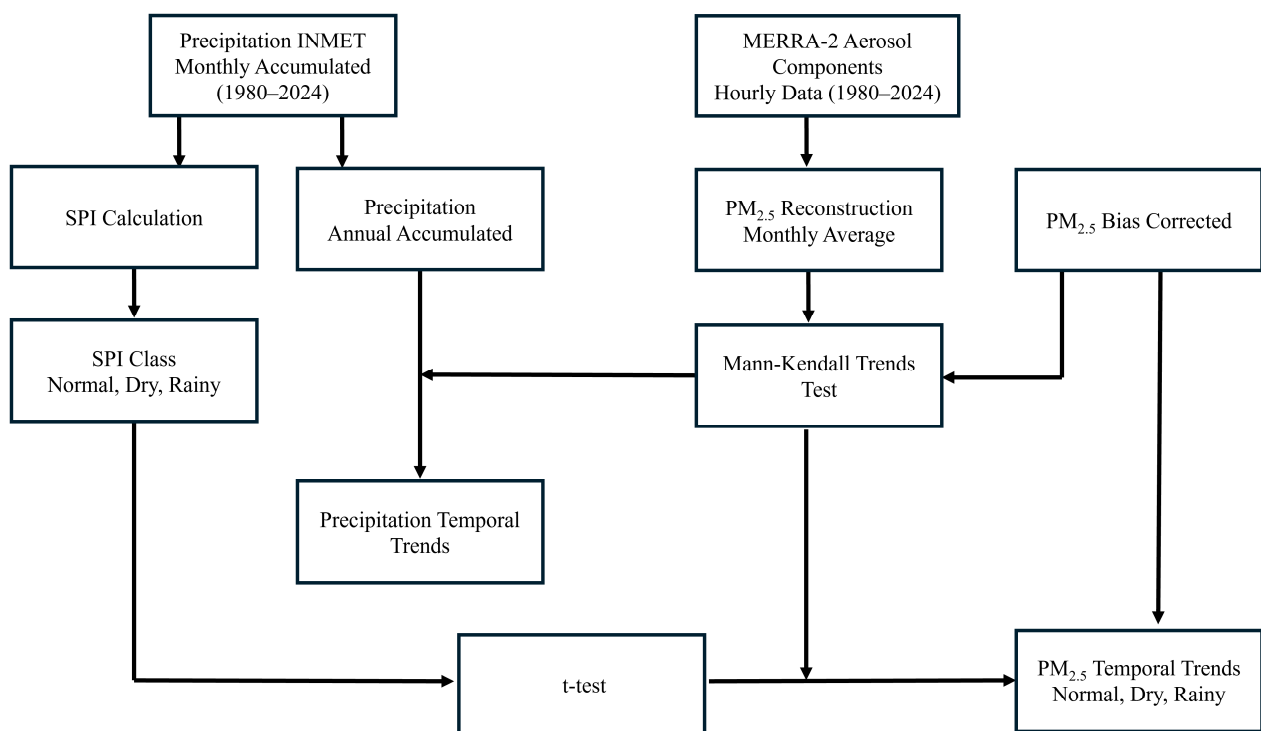 Precipitation INMET
Monthly Accumulated
(1980–2024)
MERRA-2 Aerosol
Components
Hourly Data (1980–2024)
SPI Calculation
Precipitation
Annual Accumulated
PM2.5 Reconstruction
Monthly Average
PM2.5 Bias Corrected
SPI Class
Normal, Dry, Rainy
Mann-Kendall Trends
Test
Precipitation Temporal
Trends
t-test
PM2.5 Temporal Trends
Normal, Dry, Rainy